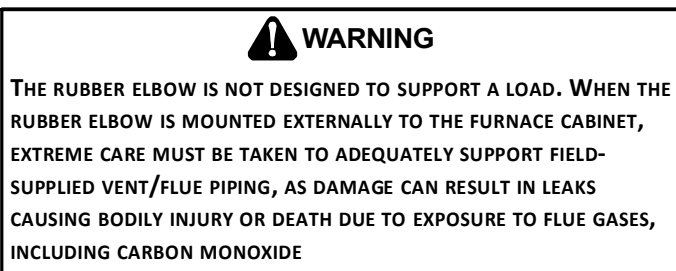 WARNING
THE RUBBER ELBOW IS NOT DESIGNED TO SUPPORT A LOAD. WHEN THE
RUBBER ELBOW IS MOUNTED EXTERNALLY TO THE FURNACE CABINET,
EXTREME CARE MUST BE TAKEN TO ADEQUATELY SUPPORT FIELD-
SUPPLIED VENT/FLUE PIPING, AS DAMAGE CAN RESULT IN LEAKS
CAUSING BODILY INJURY OR DEATH DUE TO EXPOSURE TO FLUE GASES,
INCLUDING CARBON MONOXIDE